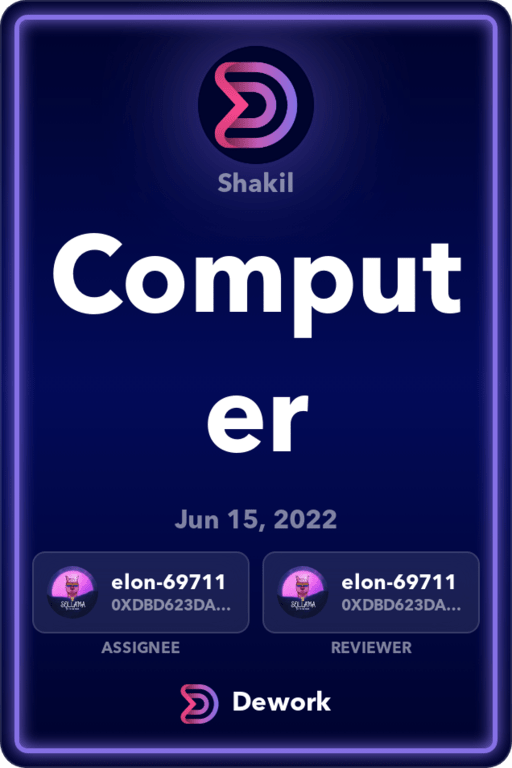 Shakil
Comput
er
Jun 15, 2022
elon-69711
0XDBD623DA...
elon-69711
0XDBD623DA...
ASSIGNEE
REVIEWER
Dework